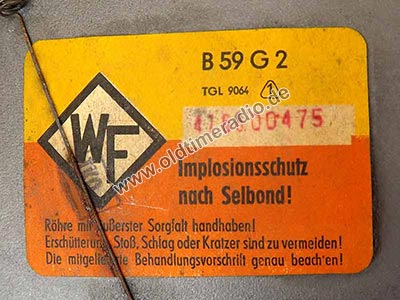 B 59 G 2
TGL 9064 1
WF
Implosionsschutz
nach Selbond!
Röhre mit äußerster Sorgfalt handhaben!
Erschütterung, Stoß, Schlag oder Kratzer sind zu vermeiden!
Die mitgelieferte Behandlungsvorschrift genau beachten!
www.oldtimeradio.de